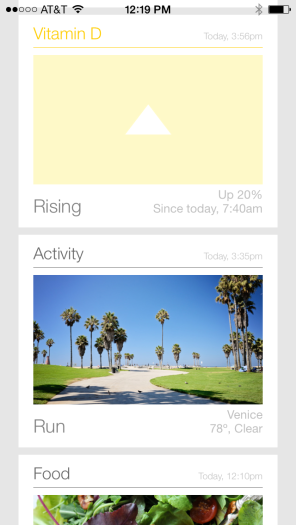 AT&T 12:19 PM
Vitamin D Today, 3:56pm
Up 20%
Rising Since today, 7:40am
Activity Today, 3:35pm
Venice
Run 78°, Clear
Food Today, 12:10pm